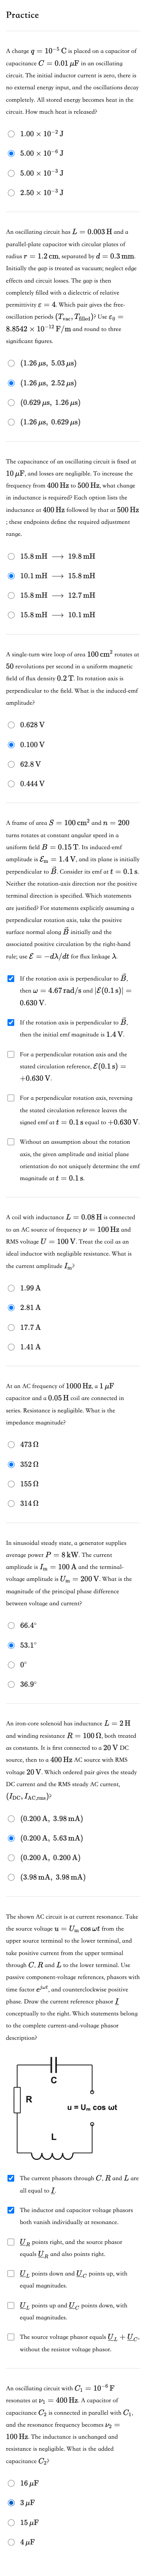 Practice
A charge q = 10⁻⁵ C is placed on a capacitor of
capacitance C = 0.01 μF in an oscillating
circuit. The initial inductor current is zero, there is
no external energy input, and the oscillations decay
completely. All stored energy becomes heat in the
circuit. How much heat is released?
1.00 × 10⁻² J
5.00 × 10⁻⁶ J
5.00 × 10⁻³ J
2.50 × 10⁻³ J
An oscillating circuit has L = 0.003 H and a
parallel-plate capacitor with circular plates of
radius r = 1.2 cm, separated by d = 0.3 mm.
Initially the gap is treated as vacuum; neglect edge
effects and circuit losses. The gap is then
completely filled with a dielectric of relative
permittivity ε = 4. Which pair gives the free-
oscillation periods (T_vac, T_filled)? Use ε₀ =
8.8542 × 10⁻¹² F/m and round to three
significant figures.
(1.26 μs, 5.03 μs)
(1.26 μs, 2.52 μs)
(0.629 μs, 1.26 μs)
(1.26 μs, 0.629 μs)
The capacitance of an oscillating circuit is fixed at
10 μF, and losses are negligible. To increase the
frequency from 400 Hz to 500 Hz, what change
in inductance is required? Each option lists the
inductance at 400 Hz followed by that at 500 Hz
; these endpoints define the required adjustment
range.
15.8 mH → 19.8 mH
10.1 mH → 15.8 mH
15.8 mH → 12.7 mH
15.8 mH → 10.1 mH
A single-turn wire loop of area 100 cm² rotates at
50 revolutions per second in a uniform magnetic
field of flux density 0.2 T. Its rotation axis is
perpendicular to the field. What is the induced-emf
amplitude?
0.628 V
0.100 V
62.8 V
0.444 V
A frame of area S = 100 cm² and n = 200
turns rotates at constant angular speed in a
uniform field B = 0.15 T. Its induced-emf
amplitude is ℰm = 1.4 V, and its plane is initially
perpendicular to B⃗. Consider its emf at t = 0.1 s.
Neither the rotation-axis direction nor the positive
terminal direction is specified. Which statements
are justified? For statements explicitly assuming a
perpendicular rotation axis, take the positive
surface normal along B⃗ initially and the
associated positive circulation by the right-hand
rule; use ℰ = −dλ/dt for flux linkage λ.
If the rotation axis is perpendicular to B⃗,
then ω = 4.67 rad/s and |ℰ(0.1 s)| =
0.630 V.
If the rotation axis is perpendicular to B⃗,
then the initial emf magnitude is 1.4 V.
For a perpendicular rotation axis and the
stated circulation reference, ℰ(0.1 s) =
+0.630 V.
For a perpendicular rotation axis, reversing
the stated circulation reference leaves the
signed emf at t = 0.1 s equal to +0.630 V.
Without an assumption about the rotation
axis, the given amplitude and initial plane
orientation do not uniquely determine the emf
magnitude at t = 0.1 s.
A coil with inductance L = 0.08 H is connected
to an AC source of frequency ν = 100 Hz and
RMS voltage U = 100 V. Treat the coil as an
ideal inductor with negligible resistance. What is
the current amplitude Im?
1.99 A
2.81 A
17.7 A
1.41 A
At an AC frequency of 1000 Hz, a 1 μF
capacitor and a 0.05 H coil are connected in
series. Resistance is negligible. What is the
impedance magnitude?
473 Ω
352 Ω
155 Ω
314 Ω
In sinusoidal steady state, a generator supplies
average power P = 8 kW. The current
amplitude is Im = 100 A and the terminal-
voltage amplitude is Um = 200 V. What is the
magnitude of the principal phase difference
between voltage and current?
66.4°
53.1°
0°
36.9°
An iron-core solenoid has inductance L = 2 H
and winding resistance R = 100 Ω, both treated
as constants. It is first connected to a 20 V DC
source, then to a 400 Hz AC source with RMS
voltage 20 V. Which ordered pair gives the steady
DC current and the RMS steady AC current,
(I_DC, I_AC,rms)?
(0.200 A, 3.98 mA)
(0.200 A, 5.63 mA)
(0.200 A, 0.200 A)
(3.98 mA, 3.98 mA)
The shown AC circuit is at current resonance. Take
the source voltage u = Um cos ωt from the
upper source terminal to the lower terminal, and
take positive current from the upper terminal
through C, R and L to the lower terminal. Use
passive component-voltage references, phasors with
time factor e^{iωt}, and counterclockwise positive
phase. Draw the current reference phasor I̲
conceptually to the right. Which statements belong
to the complete current-and-voltage phasor
description?
C
R
u = Um cos ωt
L
The current phasors through C, R and L are
all equal to I̲.
The inductor and capacitor voltage phasors
both vanish individually at resonance.
U̲_R points right, and the source phasor
equals U̲_R and also points right.
U̲_L points down and U̲_C points up, with
equal magnitudes.
U̲_L points up and U̲_C points down, with
equal magnitudes.
The source voltage phasor equals U̲_L + U̲_C,
without the resistor voltage phasor.
An oscillating circuit with C₁ = 10⁻⁶ F
resonates at ν₁ = 400 Hz. A capacitor of
capacitance C₂ is connected in parallel with C₁,
and the resonance frequency becomes ν₂ =
100 Hz. The inductance is unchanged and
resistance is negligible. What is the added
capacitance C₂?
16 μF
3 μF
15 μF
4 μF